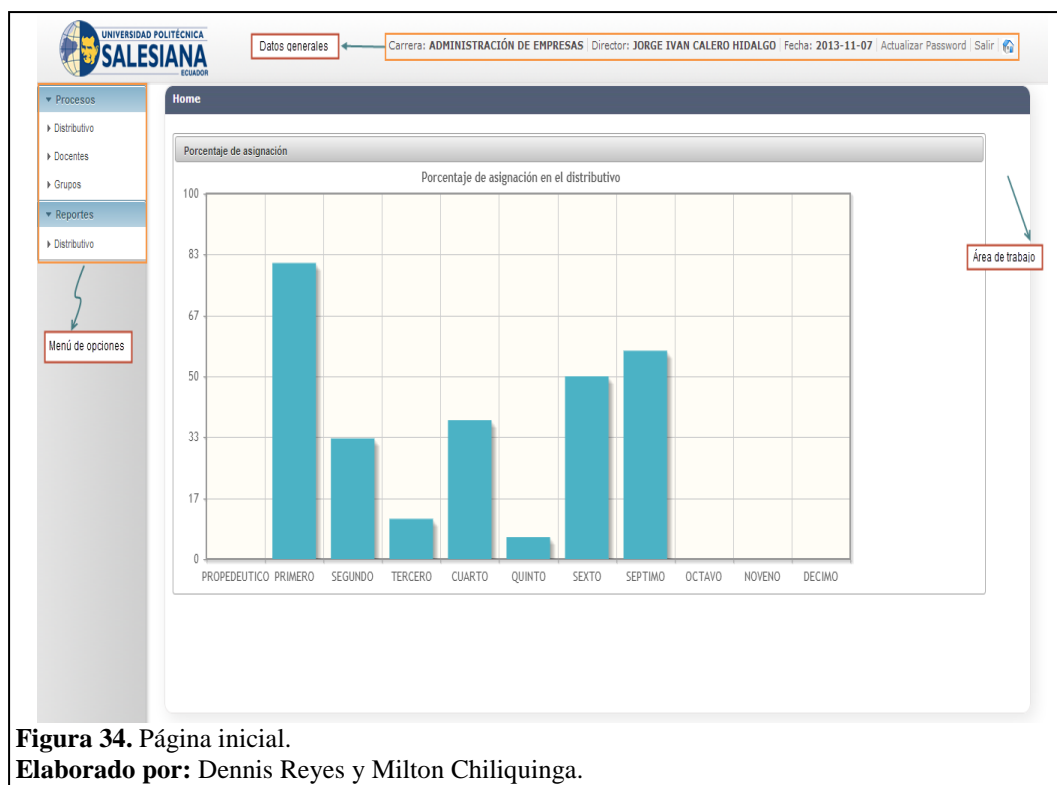 UNIVERSIDAD POLITÉCNICA
SALESIANA
ECUADOR
Datos generales
Carrera: ADMINISTRACIÓN DE EMPRESAS Director: JORGE IVAN CALERO HIDALGO Fecha: 2013-11-07 Actualizar Password Salir
Procesos
Distributivo
Docentes
Grupos
Reportes
Distributivo
Menú de opciones
Home
Porcentaje de asignación
Porcentaje de asignación en el distributivo
100
83
67
50
33
17
0
PROPEDEUTICO PRIMERO SEGUNDO TERCERO CUARTO QUINTO SEXTO SEPTIMO OCTAVO NOVENO DECIMO
Área de trabajo
Figura 34. Página inicial.
Elaborado por: Dennis Reyes y Milton Chiliquinga.